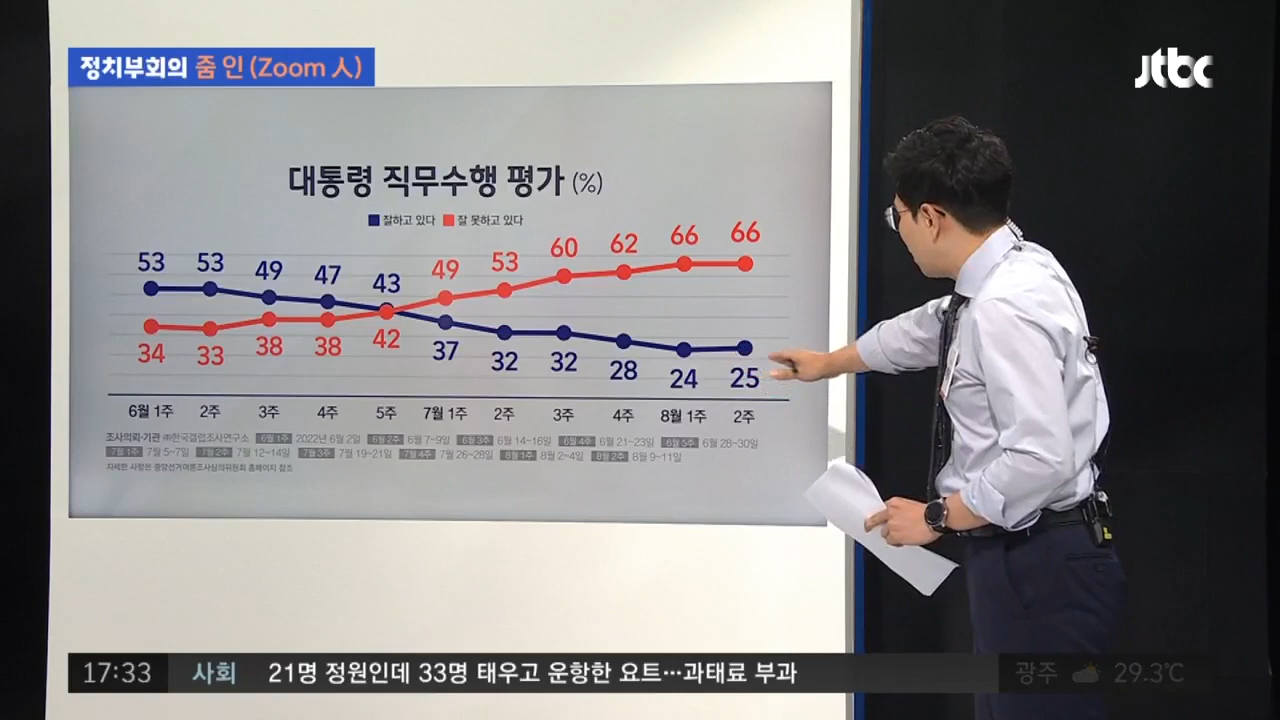 정치부회의 줌 인 (Zoom 人)
jtbc
대통령 직무수행 평가 (%)
잘하고 있다 잘 못하고 있다
53 53 49 47 43 49 53 60 62 66 66
34 33 38 38 42 37 32 32 28 24 25
6월 1주 2주 3주 4주 5주 7월 1주 2주 3주 4주 8월 1주 2주
조사의뢰·기관 ㈜한국갤럽조사연구소 6월 1주 2022년 6월 2일 6월 2주 6월 7~9일 6월 3주 6월 14~16일 6월 4주 6월 21~23일 6월 5주 6월 28~30일
7월 1주 7월 5~7일 7월 2주 7월 12~14일 7월 3주 7월 19~21일 7월 4주 7월 26~28일 8월 1주 8월 2~4일 8월 2주 8월 9~11일
자세한 사항은 중앙선거여론조사심의위원회 홈페이지 참조
17:33 사회 21명 정원인데 33명 태우고 운항한 요트…과태료 부과 광주 29.3℃